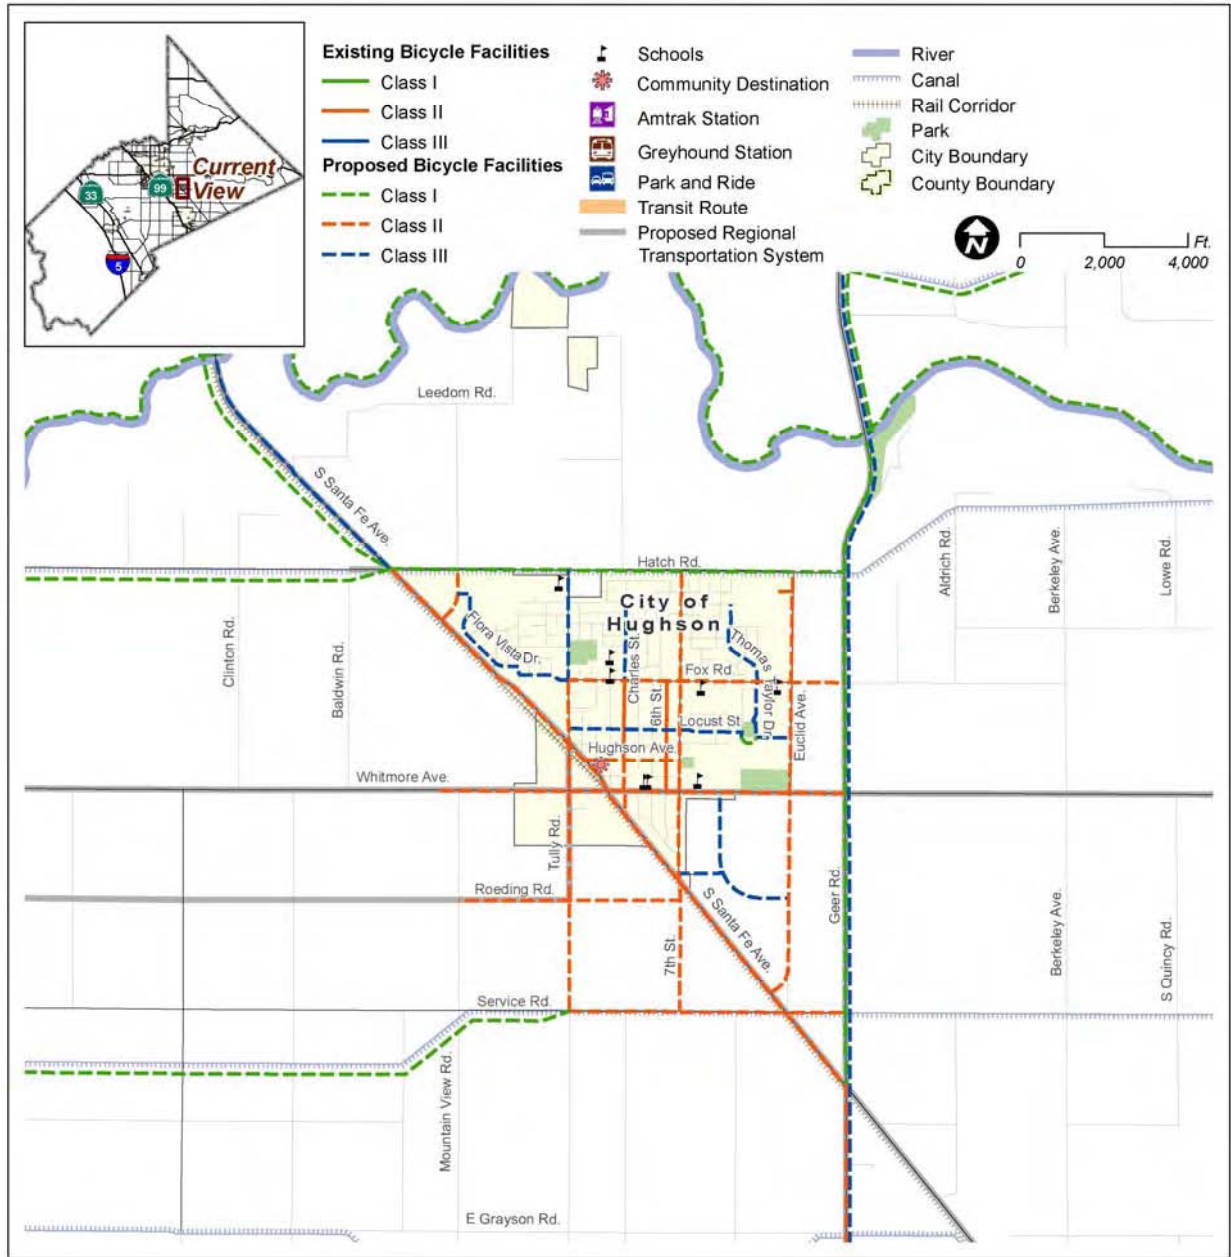 Current
View
33
99
5
Existing Bicycle Facilities
Class I
Class II
Class III
Proposed Bicycle Facilities
Class I
Class II
Class III
Schools
Community Destination
Amtrak Station
Greyhound Station
Park and Ride
Transit Route
Proposed Regional
Transportation System
River
Canal
Rail Corridor
Park
City Boundary
County Boundary
N
Ft.
0 2,000 4,000
Leedom Rd.
S Santa Fe Ave.
Hatch Rd.
Aldrich Rd.
Berkeley Ave.
Lowe Rd.
City of
Hughson
Clinton Rd.
Baldwin Rd.
Flora Vista Dr.
Charles St.
Thomas Taylor Dr.
Fox Rd.
6th St.
Locust St.
Euclid Ave.
Hughson Ave.
Whitmore Ave.
Tully Rd.
Roeding Rd.
7th St.
S Santa Fe Ave.
Geer Rd.
Berkeley Ave.
S Quincy Rd.
Service Rd.
Mountain View Rd.
E Grayson Rd.